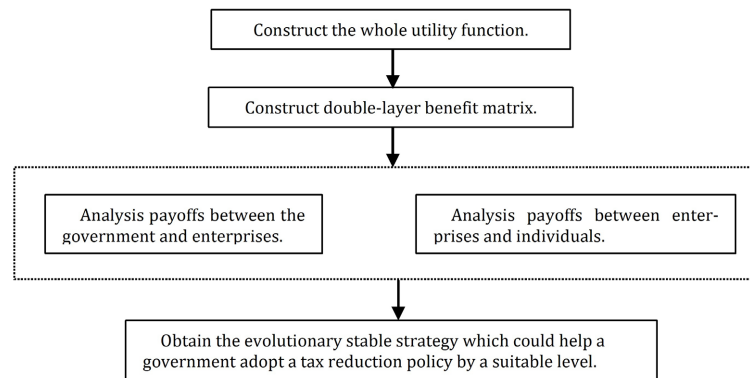 Construct the whole utility function.
Construct double-layer benefit matrix.
Analysis payoffs between the
government and enterprises.
Analysis payoffs between enter-
prises and individuals.
Obtain the evolutionary stable strategy which could help a
government adopt a tax reduction policy by a suitable level.